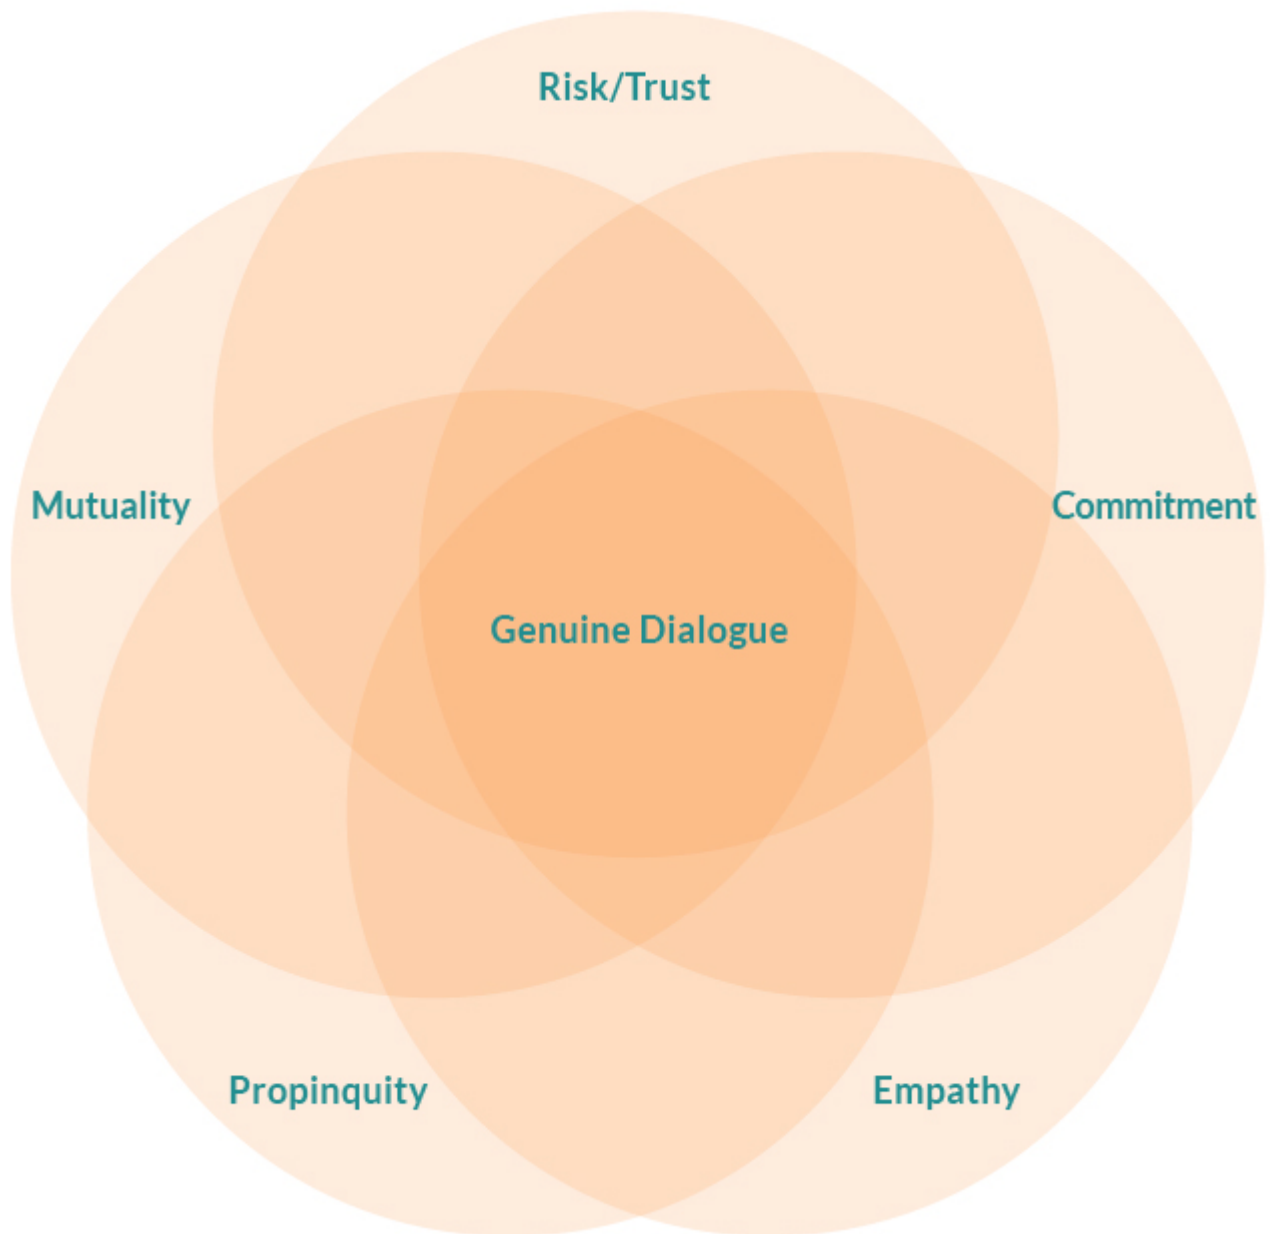 Risk/Trust
Mutuality
Commitment
Genuine Dialogue
Propinquity
Empathy